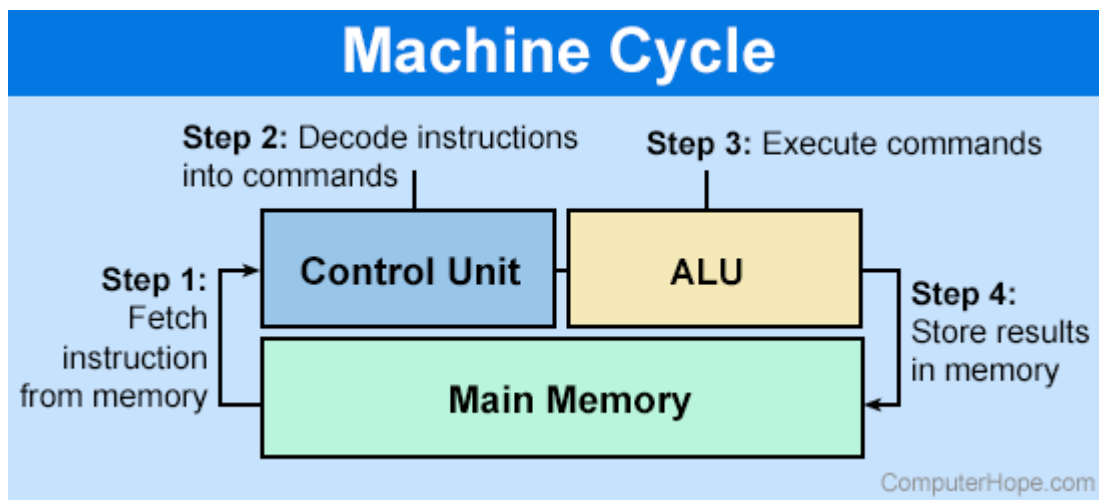 Machine Cycle
Step 2: Decode instructions
into commands
Step 3: Execute commands
Control Unit
ALU
Step 1:
Fetch
instruction
from memory
Step 4:
Store results
in memory
Main Memory
ComputerHope.com